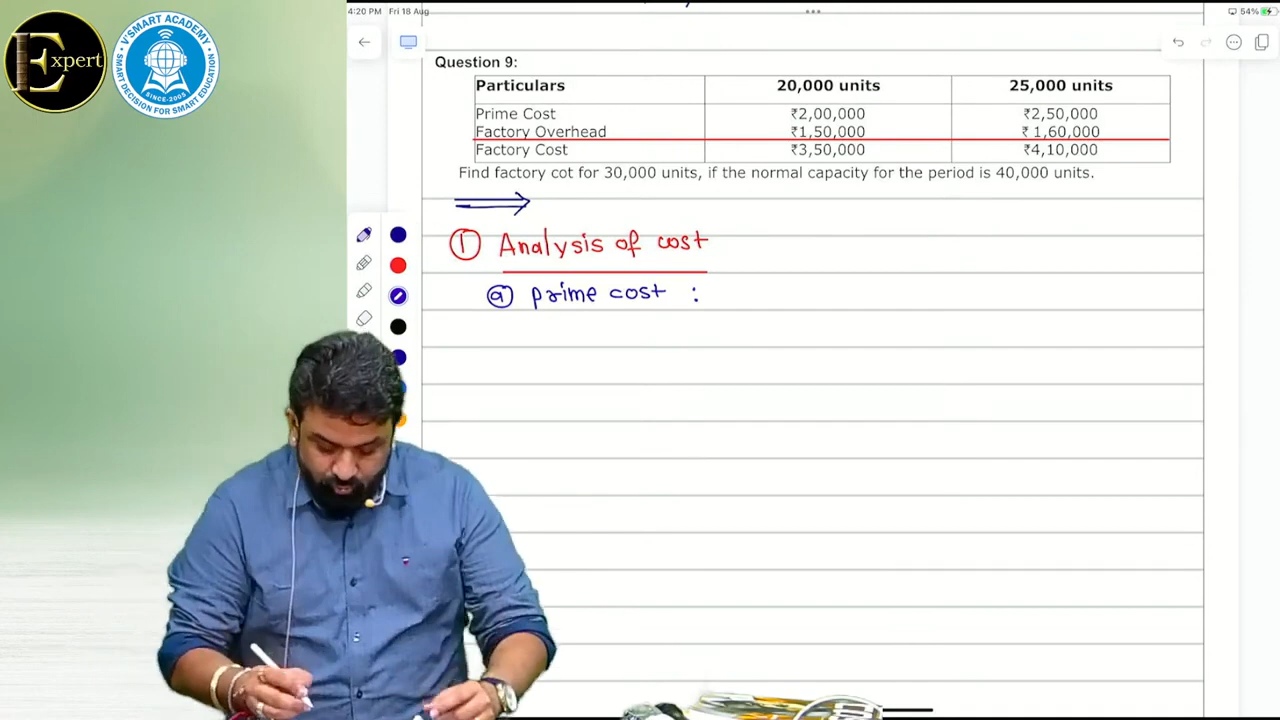 4:20 PM Fri 18 Aug
54%
Expert
V'SMART ACADEMY
SINCE-2005
SMART DECISION FOR SMART EDUCATION
Question 9:
Particulars 20,000 units 25,000 units
Prime Cost ₹2,00,000 ₹2,50,000
Factory Overhead ₹1,50,000 ₹ 1,60,000
Factory Cost ₹3,50,000 ₹4,10,000
Find factory cot for 30,000 units, if the normal capacity for the period is 40,000 units.
① Analysis of cost
ⓐ prime cost :